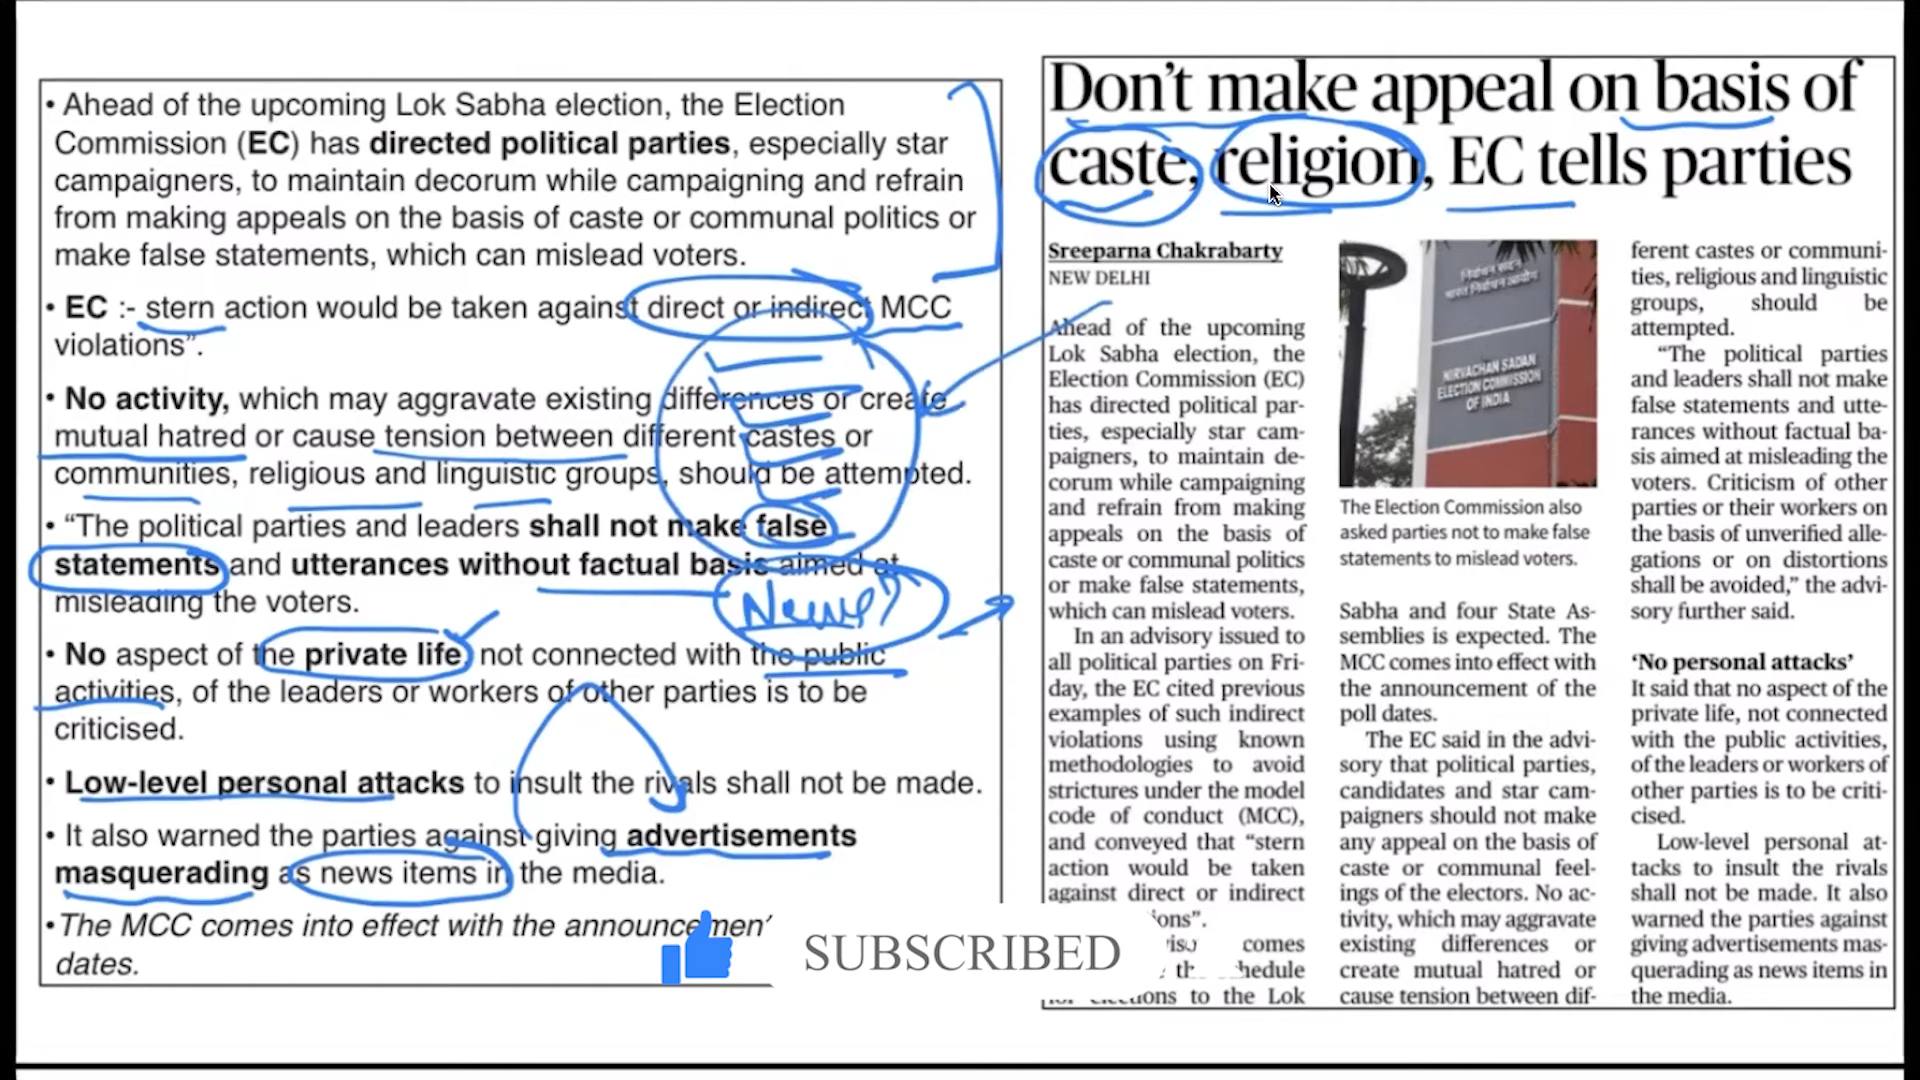 • Ahead of the upcoming Lok Sabha election, the Election
Commission (EC) has directed political parties, especially star
campaigners, to maintain decorum while campaigning and refrain
from making appeals on the basis of caste or communal politics or
make false statements, which can mislead voters.
• EC :- stern action would be taken against direct or indirect MCC
violations”.
• No activity, which may aggravate existing differences or create
mutual hatred or cause tension between different castes or
communities, religious and linguistic groups, should be attempted.
• “The political parties and leaders shall not make false
statements and utterances without factual basis aimed at
misleading the voters.
• No aspect of the private life, not connected with the public
activities, of the leaders or workers of other parties is to be
criticised.
• Low-level personal attacks to insult the rivals shall not be made.
• It also warned the parties against giving advertisements
masquerading as news items in the media.
• The MCC comes into effect with the
dates.
SUBSCRIBED
Don’t make appeal on basis of
caste, religion, EC tells parties
Sreeparna Chakrabarty
NEW DELHI
Ahead of the upcoming
Lok Sabha election, the
Election Commission (EC)
has directed political par-
ties, especially star cam-
paigners, to maintain de-
corum while campaigning
and refrain from making
appeals on the basis of
caste or communal politics
or make false statements,
which can mislead voters.
In an advisory issued to
all political parties on Fri-
day, the EC cited previous
examples of such indirect
violations using known
methodologies to avoid
strictures under the model
code of conduct (MCC),
and conveyed that “stern
action would be taken
against direct or indirect
comes
to the Lok
निर्वाचन सदन
भारत निर्वाचन आयोग
NIRVACHAN SADAN
ELECTION COMMISSION
OF INDIA
The Election Commission also
asked parties not to make false
statements to mislead voters.
Sabha and four State As-
semblies is expected. The
MCC comes into effect with
the announcement of the
poll dates.
The EC said in the advi-
sory that political parties,
candidates and star cam-
paigners should not make
any appeal on the basis of
caste or communal feel-
ings of the electors. No ac-
tivity, which may aggravate
existing differences or
create mutual hatred or
cause tension between dif-
ferent castes or communi-
ties, religious and linguistic
groups, should be
attempted.
“The political parties
and leaders shall not make
false statements and utte-
rances without factual ba-
sis aimed at misleading the
voters. Criticism of other
parties or their workers on
the basis of unverified alle-
gations or on distortions
shall be avoided,” the advi-
sory further said.
‘No personal attacks’
It said that no aspect of the
private life, not connected
with the public activities,
of the leaders or workers of
other parties is to be criti-
cised.
Low-level personal at-
tacks to insult the rivals
shall not be made. It also
warned the parties against
giving advertisements mas-
querading as news items in
the media.